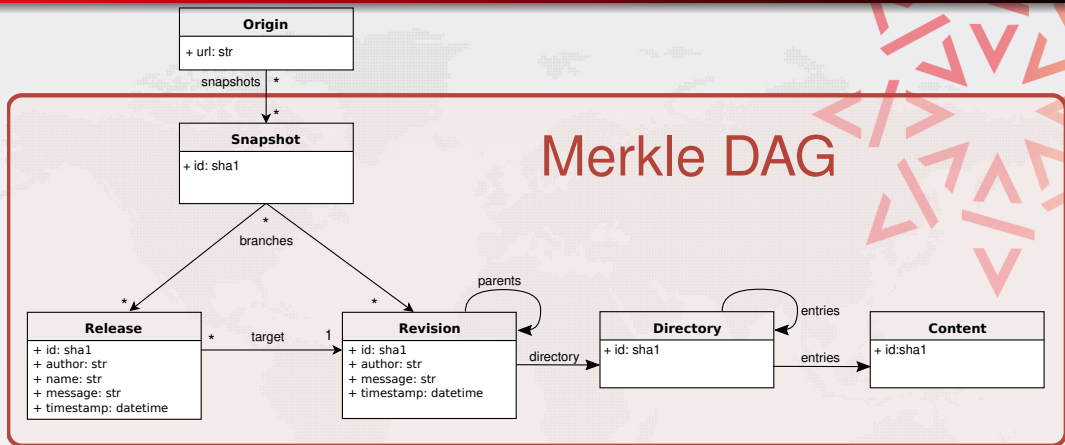 Origin
+ url: str
snapshots *
*
Snapshot
+ id: sha1
Merkle DAG
*
branches
*
*
parents
entries
Release
+ id: sha1
+ author: str
+ name: str
+ message: str
+ timestamp: datetime
* target 1
Revision
+ id: sha1
+ author: str
+ message: str
+ timestamp: datetime
directory
Directory
+ id: sha1
entries
Content
+ id:sha1